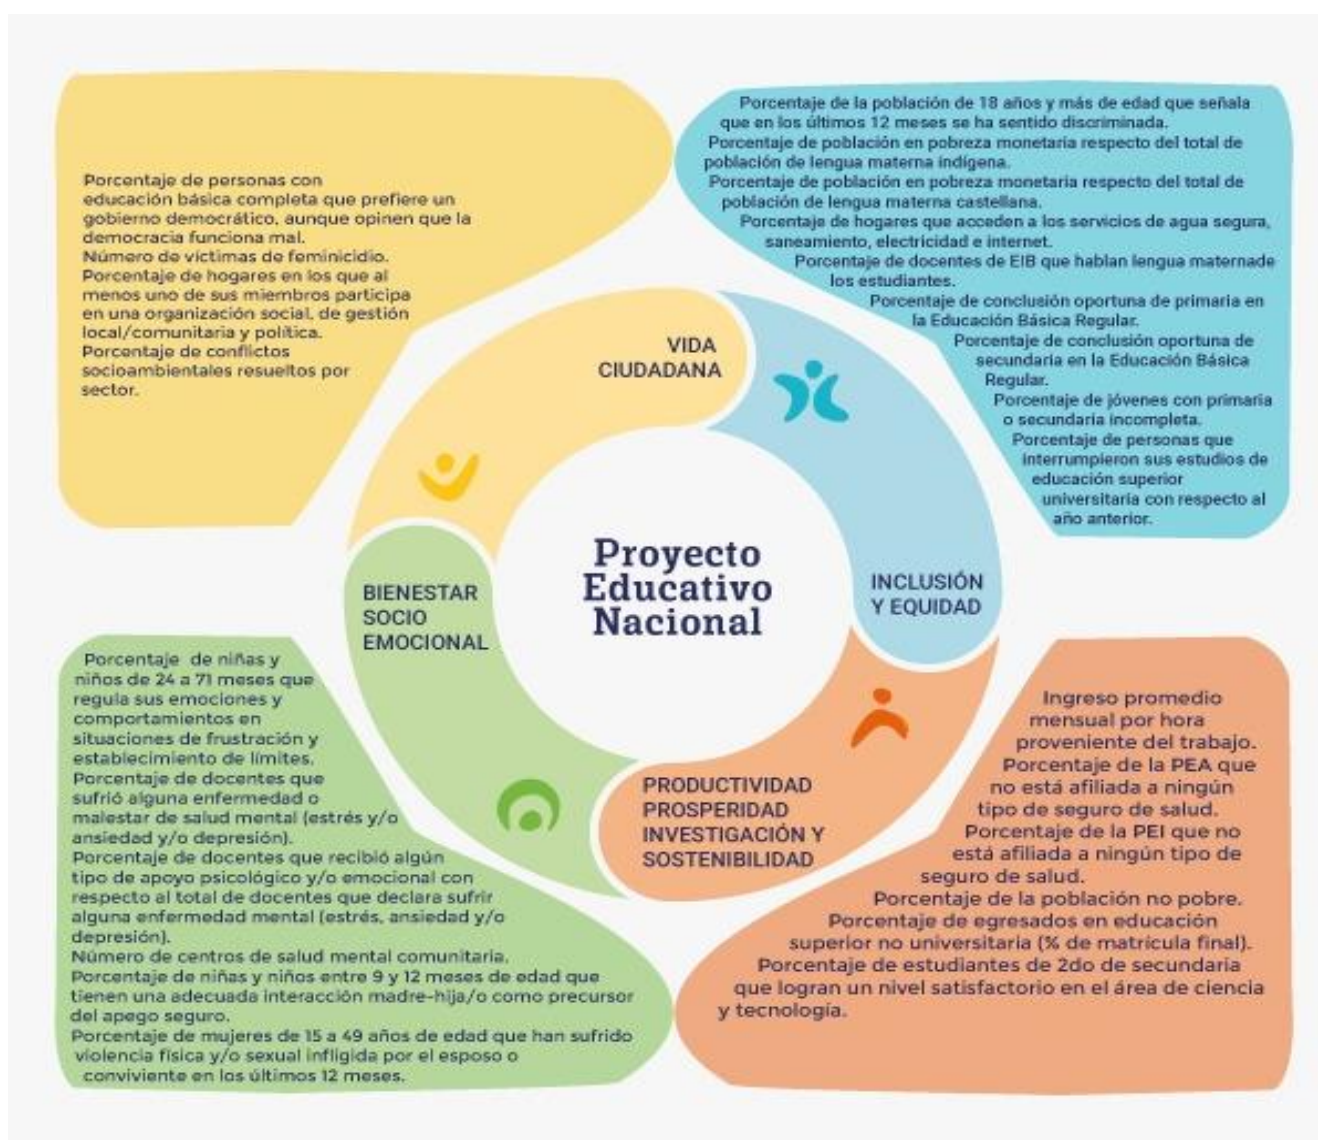 Porcentaje de personas con
educación básica completa que prefiere un
gobierno democrático, aunque opinen que la
democracia funciona mal.
Número de víctimas de feminicidio.
Porcentaje de hogares en los que al
menos uno de sus miembros participa
en una organización social, de gestión
local/comunitaria y política.
Porcentaje de conflictos
socioambientales resueltos por
sector.
Porcentaje de la población de 18 años y más de edad que señala
que en los últimos 12 meses se ha sentido discriminada.
Porcentaje de población en pobreza monetaria respecto del total de
población de lengua materna indígena.
Porcentaje de población en pobreza monetaria respecto del total de
población de lengua materna castellana.
Porcentaje de hogares que acceden a los servicios de agua segura,
saneamiento, electricidad e internet.
Porcentaje de docentes de EIB que hablan lengua maternade
los estudiantes.
Porcentaje de conclusión oportuna de primaria en
la Educación Básica Regular.
Porcentaje de conclusión oportuna de
secundaria en la Educación Básica
Regular.
Porcentaje de jóvenes con primaria
o secundaria incompleta.
Porcentaje de personas que
interrumpieron sus estudios de
educación superior
universitaria con respecto al
año anterior.
VIDA
CIUDADANA
INCLUSIÓN
Y EQUIDAD
Proyecto
Educativo
Nacional
BIENESTAR
SOCIO
EMOCIONAL
PRODUCTIVIDAD
PROSPERIDAD
INVESTIGACIÓN Y
SOSTENIBILIDAD
Porcentaje de niñas y
niños de 24 a 71 meses que
regula sus emociones y
comportamientos en
situaciones de frustración y
establecimiento de límites.
Porcentaje de docentes que
sufrió alguna enfermedad o
malestar de salud mental (estrés y/o
ansiedad y/o depresión).
Porcentaje de docentes que recibió algún
tipo de apoyo psicológico y/o emocional con
respecto al total de docentes que declara sufrir
alguna enfermedad mental (estrés, ansiedad y/o
depresión).
Número de centros de salud mental comunitaria.
Porcentaje de niñas y niños entre 9 y 12 meses de edad que
tienen una adecuada interacción madre-hija/o como precursor
del apego seguro.
Porcentaje de mujeres de 15 a 49 años de edad que han sufrido
violencia física y/o sexual infligida por el esposo o
conviviente en los últimos 12 meses.
Ingreso promedio
mensual por hora
proveniente del trabajo.
Porcentaje de la PEA que
no está afiliada a ningún
tipo de seguro de salud.
Porcentaje de la PEI que no
está afiliada a ningún tipo de
seguro de salud.
Porcentaje de la población no pobre.
Porcentaje de egresados en educación
superior no universitaria (% de matrícula final).
Porcentaje de estudiantes de 2do de secundaria
que logran un nivel satisfactorio en el área de ciencia
y tecnología.